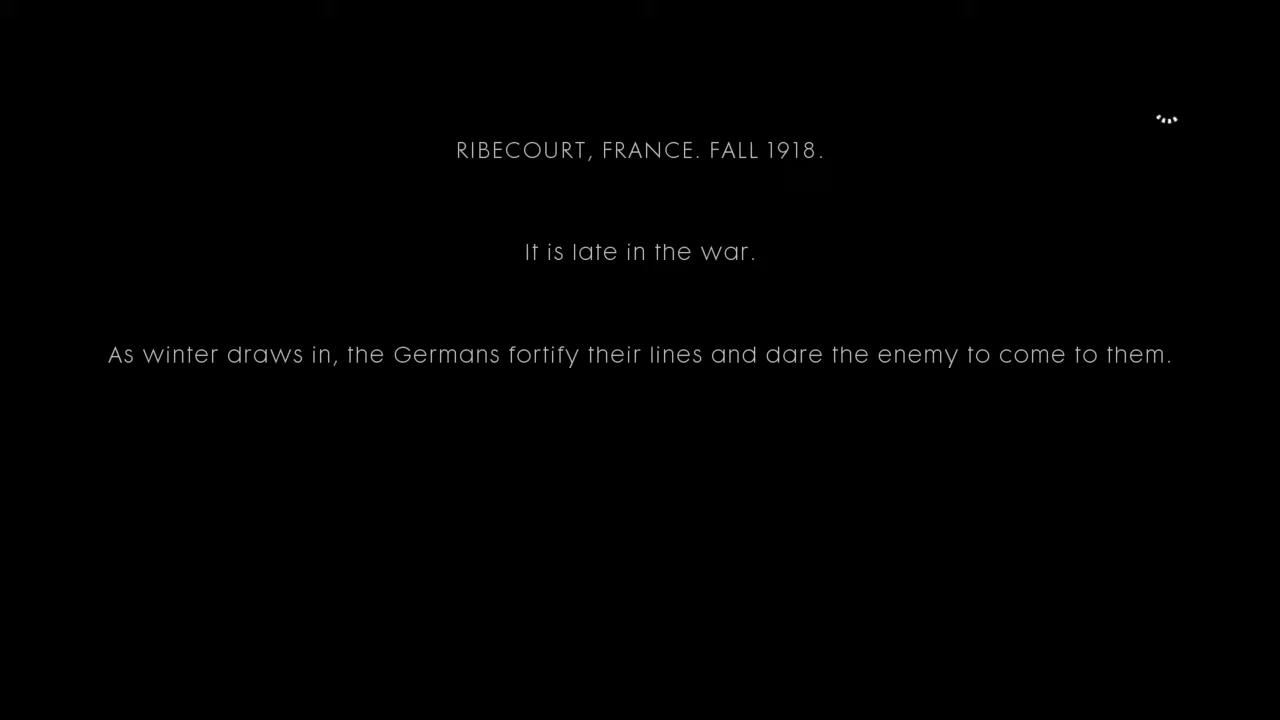 RIBECOURT, FRANCE. FALL 1918.
It is late in the war.
As winter draws in, the Germans fortify their lines and dare the enemy to come to them.